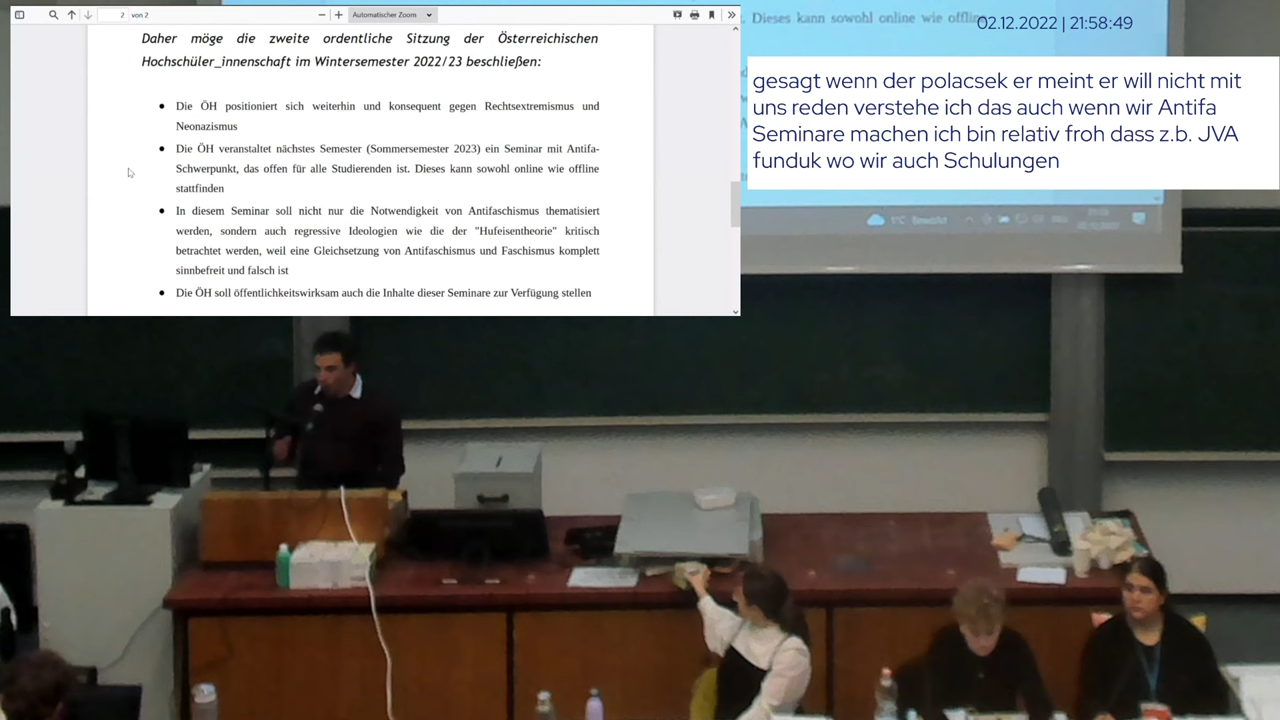 2 von 2
Automatischer Zoom
Daher möge die zweite ordentliche Sitzung der Österreichischen
Hochschüler_innenschaft im Wintersemester 2022/23 beschließen:
● Die ÖH positioniert sich weiterhin und konsequent gegen Rechtsextremismus und
Neonazismus
● Die ÖH veranstaltet nächstes Semester (Sommersemester 2023) ein Seminar mit Antifa-
Schwerpunkt, das offen für alle Studierenden ist. Dieses kann sowohl online wie offline
stattfinden
● In diesem Seminar soll nicht nur die Notwendigkeit von Antifaschismus thematisiert
werden, sondern auch regressive Ideologien wie die der "Hufeisentheorie" kritisch
betrachtet werden, weil eine Gleichsetzung von Antifaschismus und Faschismus komplett
sinnbefreit und falsch ist
● Die ÖH soll öffentlichkeitswirksam auch die Inhalte dieser Seminare zur Verfügung stellen
Dieses kann sowohl online wie offline
02.12.2022 | 21:58:49
gesagt wenn der polacsek er meint er will nicht mit
uns reden verstehe ich das auch wenn wir Antifa
Seminare machen ich bin relativ froh dass z.b. JVA
funduk wo wir auch Schulungen